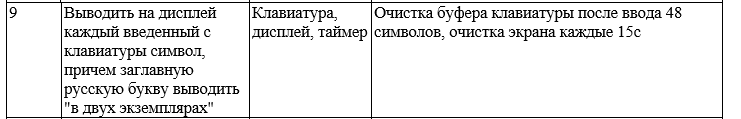 9
Выводить на дисплей
каждый введенный с
клавиатуры символ,
причем заглавную
русскую букву выводить
"в двух экземплярах"
Клавиатура,
дисплей, таймер
Очистка буфера клавиатуры после ввода 48
символов, очистка экрана каждые 15с